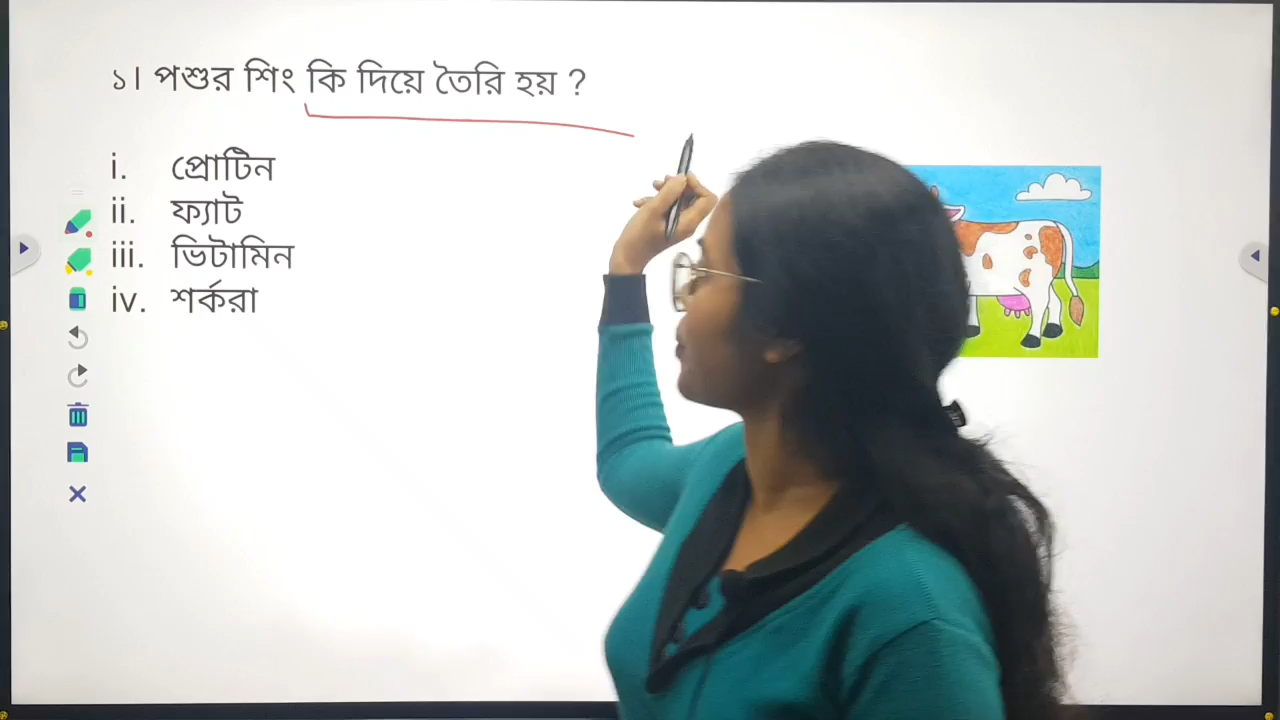 ১। পশুর শিং কি দিয়ে তৈরি হয় ?
i. প্রোটিন
ii. ফ্যাট
iii. ভিটামিন
iv. শর্করা